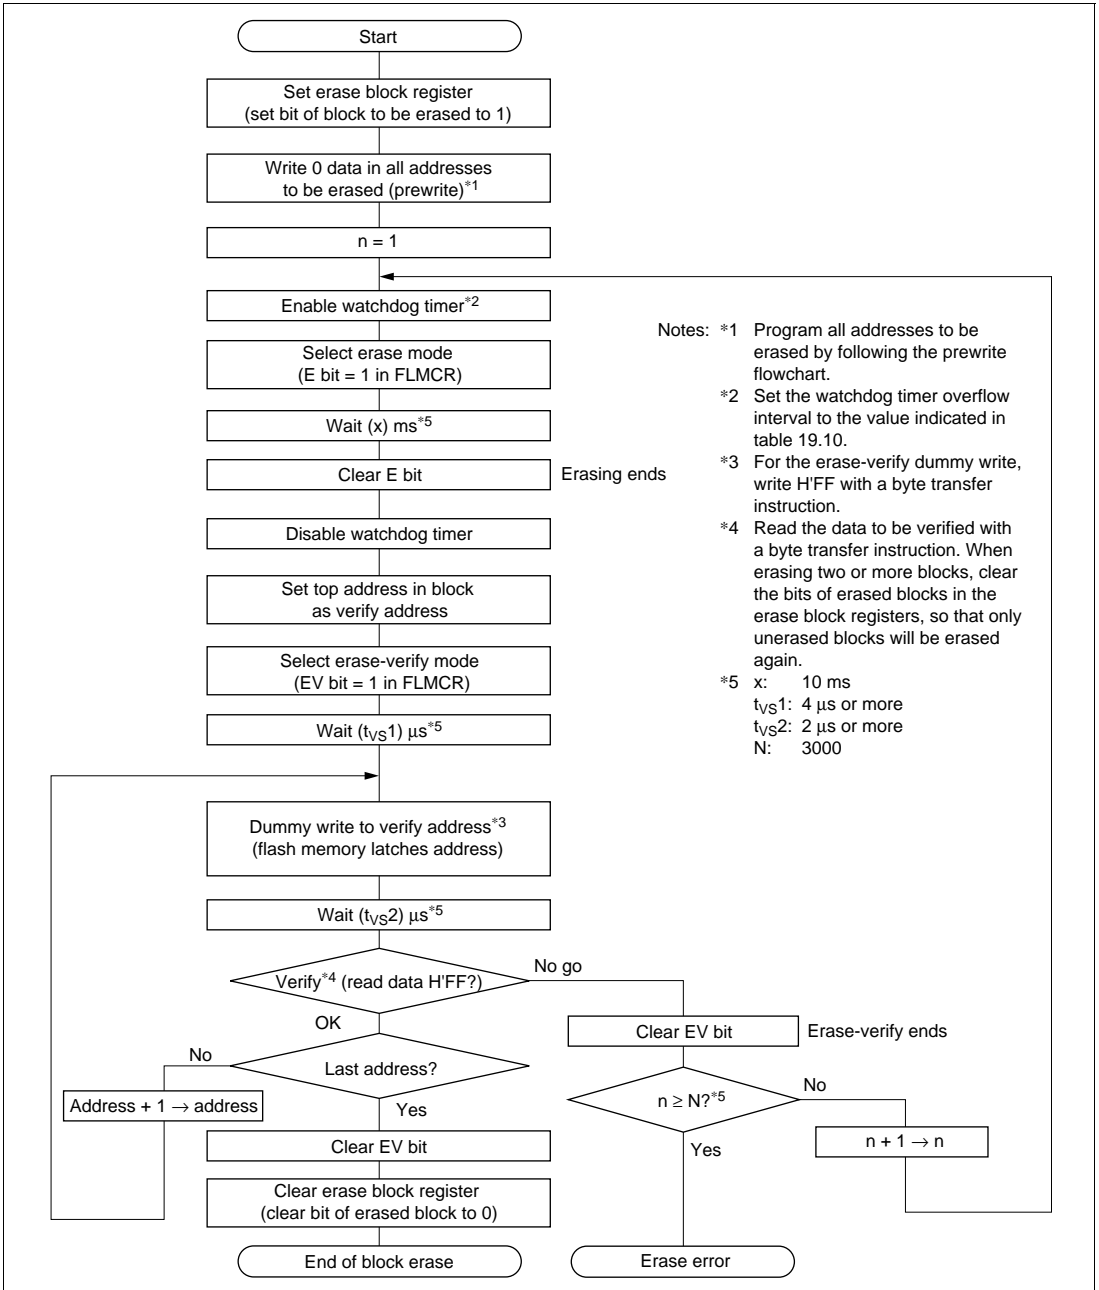 Start
Set erase block register
(set bit of block to be erased to 1)
Write 0 data in all addresses
to be erased (prewrite)*1
n = 1
Enable watchdog timer*2
Select erase mode
(E bit = 1 in FLMCR)
Wait (x) ms*5
Clear E bit
Erasing ends
Disable watchdog timer
Set top address in block
as verify address
Select erase-verify mode
(EV bit = 1 in FLMCR)
Wait (tVS1) μs*5
Dummy write to verify address*3
(flash memory latches address)
Wait (tVS2) μs*5
Verify*4 (read data H'FF?)
No go
OK
Clear EV bit
Erase-verify ends
Last address?
No
Address + 1 → address
Yes
n ≥ N?*5
No
n + 1 → n
Yes
Clear EV bit
Clear erase block register
(clear bit of erased block to 0)
End of block erase
Erase error
Notes: *1 Program all addresses to be
erased by following the prewrite
flowchart.
*2 Set the watchdog timer overflow
interval to the value indicated in
table 19.10.
*3 For the erase-verify dummy write,
write H'FF with a byte transfer
instruction.
*4 Read the data to be verified with
a byte transfer instruction. When
erasing two or more blocks, clear
the bits of erased blocks in the
erase block registers, so that only
unerased blocks will be erased
again.
*5 x: 10 ms
tVS1: 4 μs or more
tVS2: 2 μs or more
N: 3000